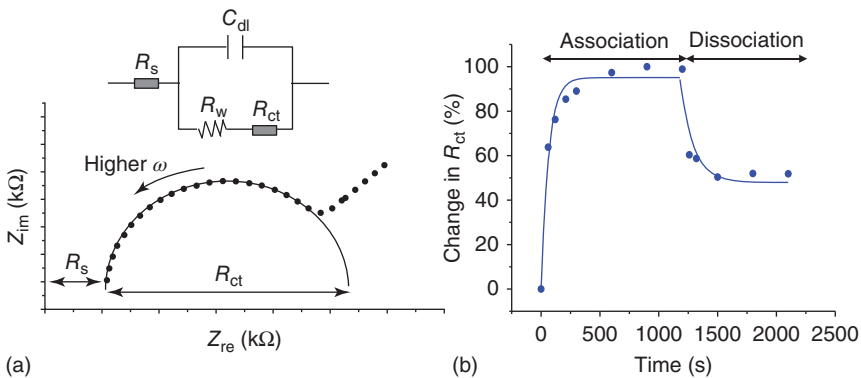 C_dl
R_s
R_w
R_ct
Higher ω
Z_im (kΩ)
R_s
R_ct
Z_re (kΩ)
(a)
Association
Dissociation
100
80
60
40
20
0
Change in R_ct (%)
0
500
1000
1500
2000
2500
Time (s)
(b)